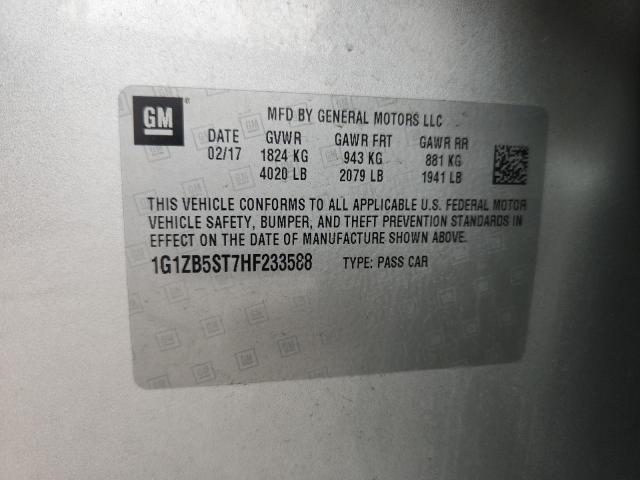 GM ® MFD BY GENERAL MOTORS LLC
DATE GVWR GAWR FRT GAWR RR
02/17 1824 KG 943 KG 881 KG
4020 LB 2079 LB 1941 LB
THIS VEHICLE CONFORMS TO ALL APPLICABLE U.S. FEDERAL MOTOR
VEHICLE SAFETY, BUMPER, AND THEFT PREVENTION STANDARDS IN
EFFECT ON THE DATE OF MANUFACTURE SHOWN ABOVE.
1G1ZB5ST7HF233588 TYPE: PASS CAR